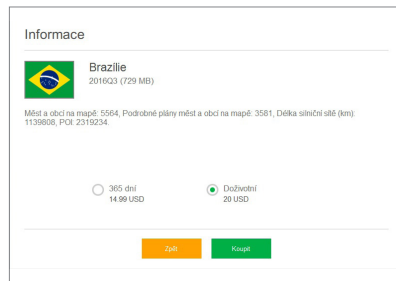 Informace
Brazílie
2016Q3 (729 MB)
Měst a obcí na mapě: 5564, Podrobné plány měst a obcí na mapě: 3581, Délka silniční sítě (km):
1139808, POI: 2319234.
365 dní
14.99 USD
Doživotní
20 USD
Zpět
Koupit